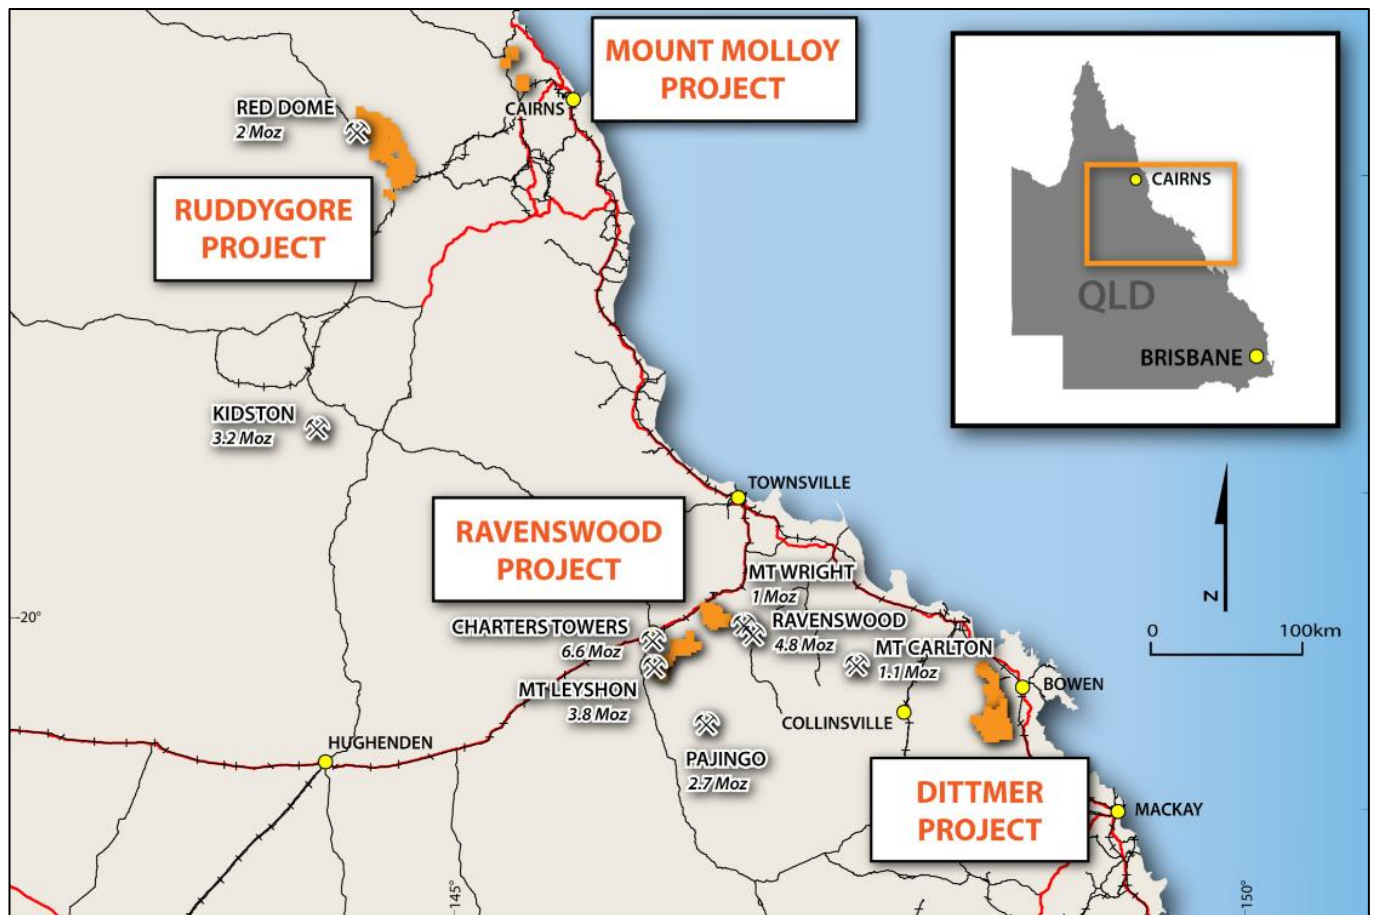 MOUNT MOLLOY
PROJECT
RED DOME
2 Moz
CAIRNS
RUDDYGORE
PROJECT
CAIRNS
QLD
BRISBANE
KIDSTON
3.2 Moz
TOWNSVILLE
RAVENSWOOD
PROJECT
MT WRIGHT
1 Moz
CHARTERS TOWERS
6.6 Moz
RAVENSWOOD
4.8 Moz
MT CARLTON
1.1 Moz
MT LEYSHON
3.8 Moz
BOWEN
COLLINSVILLE
HUGHENDEN
PAJINGO
2.7 Moz
DITTMER
PROJECT
MACKAY
N
0 100km
20°
145°
150°